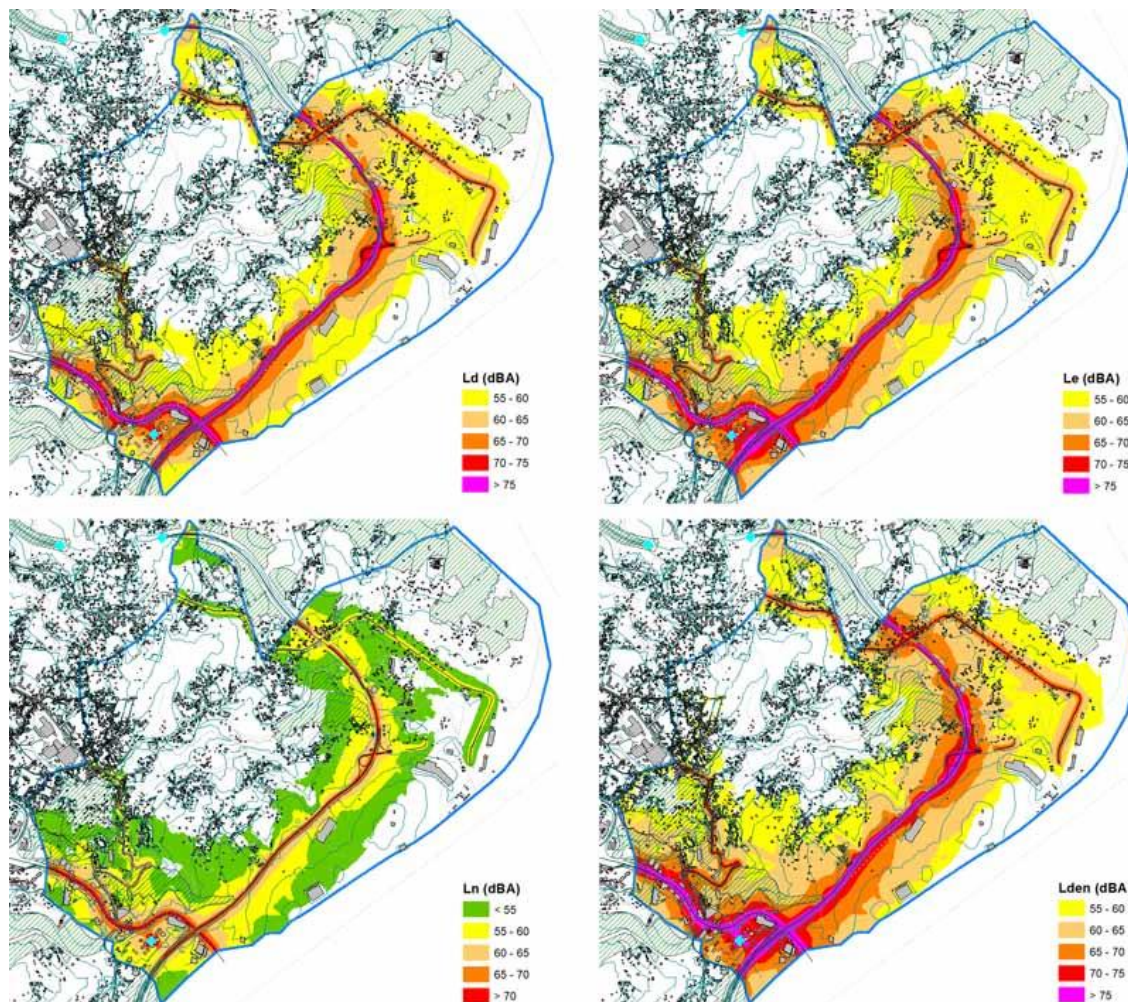 Ld (dBA)
55 - 60
60 - 65
65 - 70
70 - 75
> 75
Le (dBA)
55 - 60
60 - 65
65 - 70
70 - 75
> 75
Ln (dBA)
< 55
55 - 60
60 - 65
65 - 70
> 70
Lden (dBA
55 - 60
60 - 65
65 - 70
70 - 75
> 75